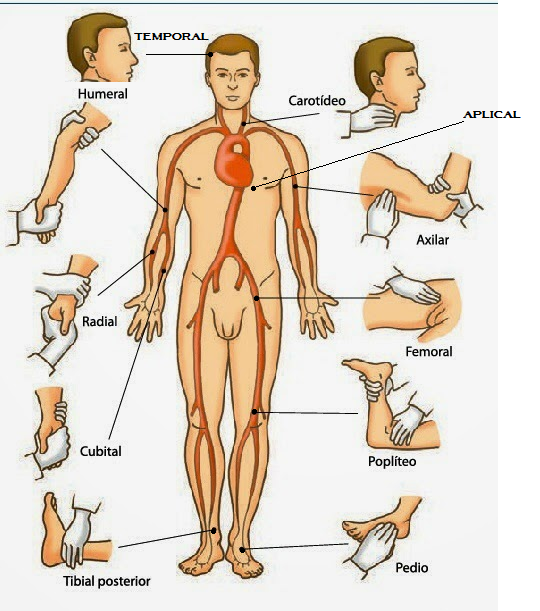 TEMPORAL
Humeral
Carotídeo
APLICAL
Axilar
Radial
Femoral
Cubital
Poplíteo
Tibial posterior
Pedio